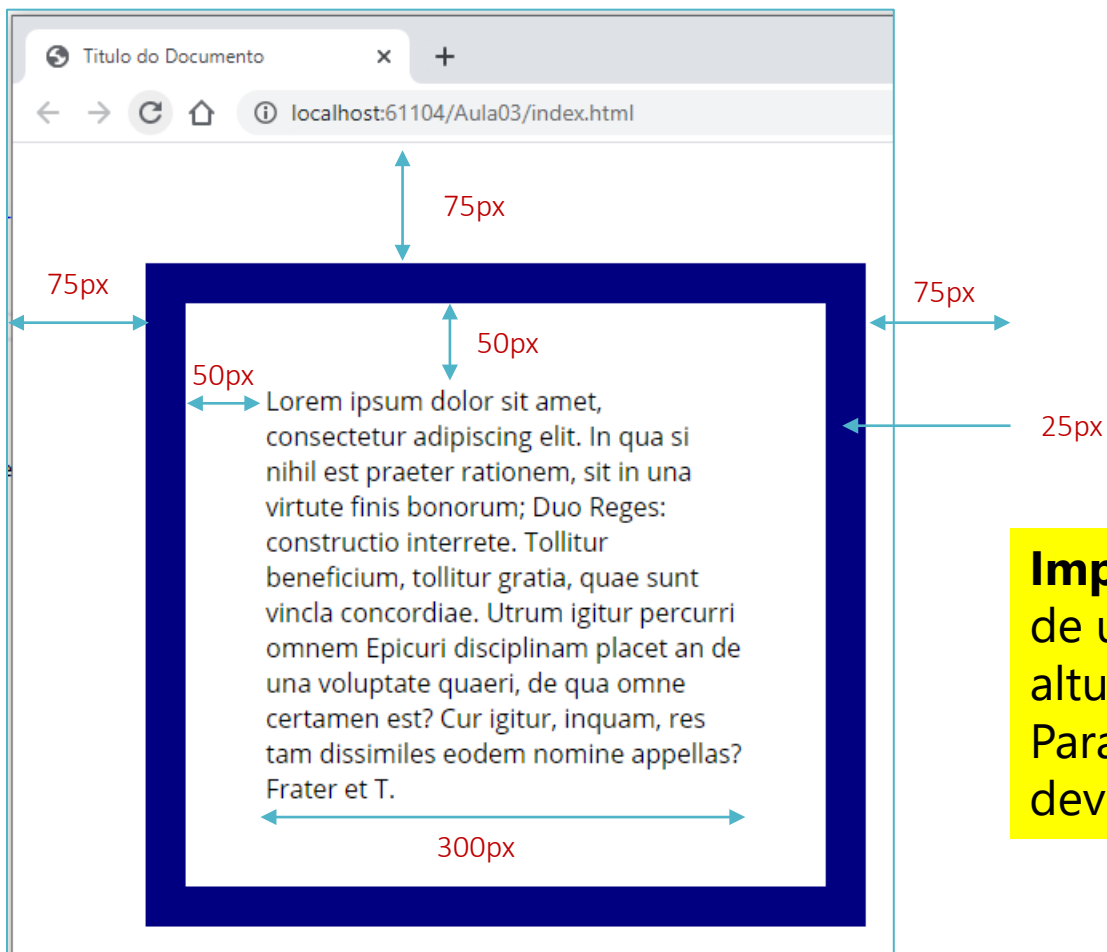 Titulo do Documento
localhost:61104/Aula03/index.html
75px
75px
75px
50px
50px
Lorem ipsum dolor sit amet,
consectetur adipiscing elit. In qua si
nihil est praeter rationem, sit in una
virtute finis bonorum; Duo Reges:
constructio interrete. Tollitur
beneficium, tollitur gratia, quae sunt
vincla concordiae. Utrum igitur percurri
omnem Epicuri disciplinam placet an de
una voluptate quaeri, de qua omne
certamen est? Cur igitur, inquam, res
tam dissimiles eodem nomine appellas?
Frater et T.
300px
25px
Imp
de u
altu
Para
dev